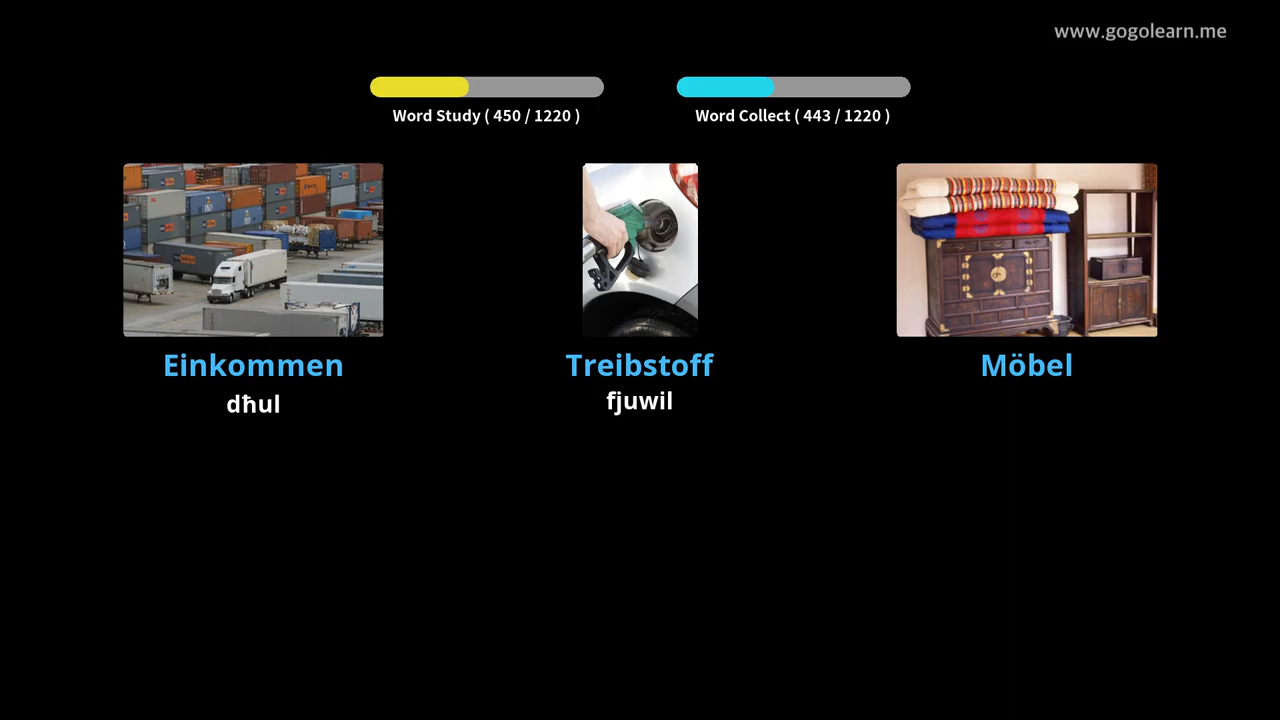 www.gogolearn.me
Word Study ( 450 / 1220 )
Word Collect ( 443 / 1220 )
Einkommen
Treibstoff
Möbel
dħul
fjuwil